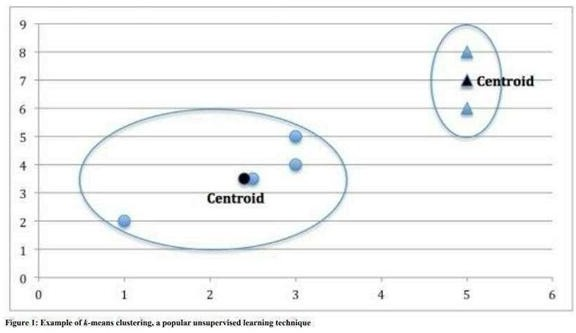 9
8
7
Centroid
6
5
4
3
Centroid
2
1
0
0 1 2 3 4 5 6
Figure 1: Example of k-means clustering, a popular unsupervised learning technique